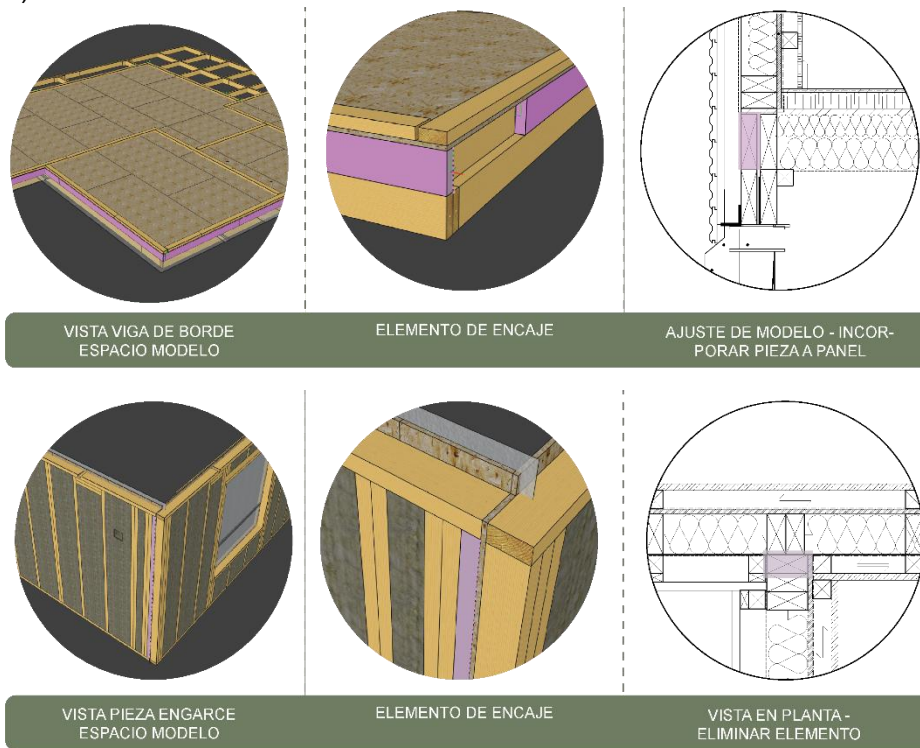 VISTA VIGA DE BORDE
ESPACIO MODELO
ELEMENTO DE ENCAJE
AJUSTE DE MODELO - INCOR-
PORAR PIEZA A PANEL
VISTA PIEZA ENGARCE
ESPACIO MODELO
ELEMENTO DE ENCAJE
VISTA EN PLANTA -
ELIMINAR ELEMENTO